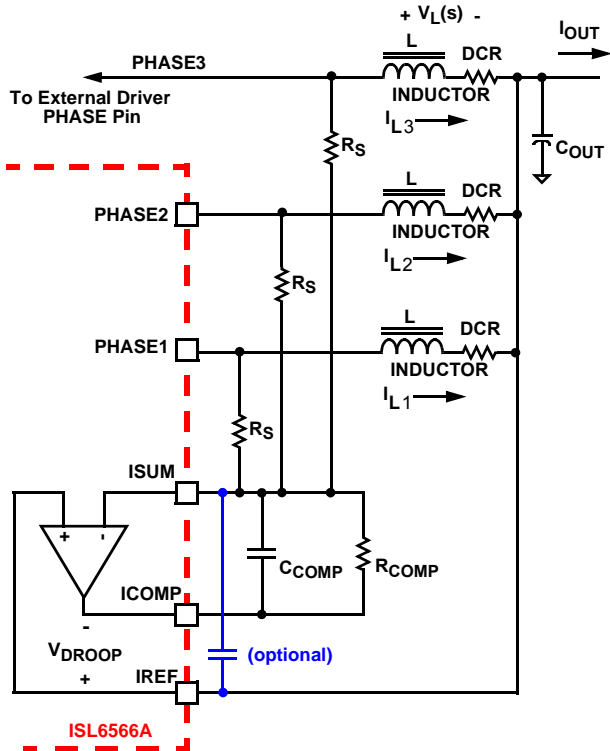 + VL(s) -
IOUT
L
DCR
PHASE3
INDUCTOR
To External Driver
PHASE Pin
IL3
COUT
RS
L
DCR
PHASE2
INDUCTOR
IL2
RS
L
DCR
PHASE1
INDUCTOR
IL1
RS
ISUM
+ -
CCOMP
RCOMP
ICOMP
-
VDROOP
(optional)
+
IREF
ISL6566A